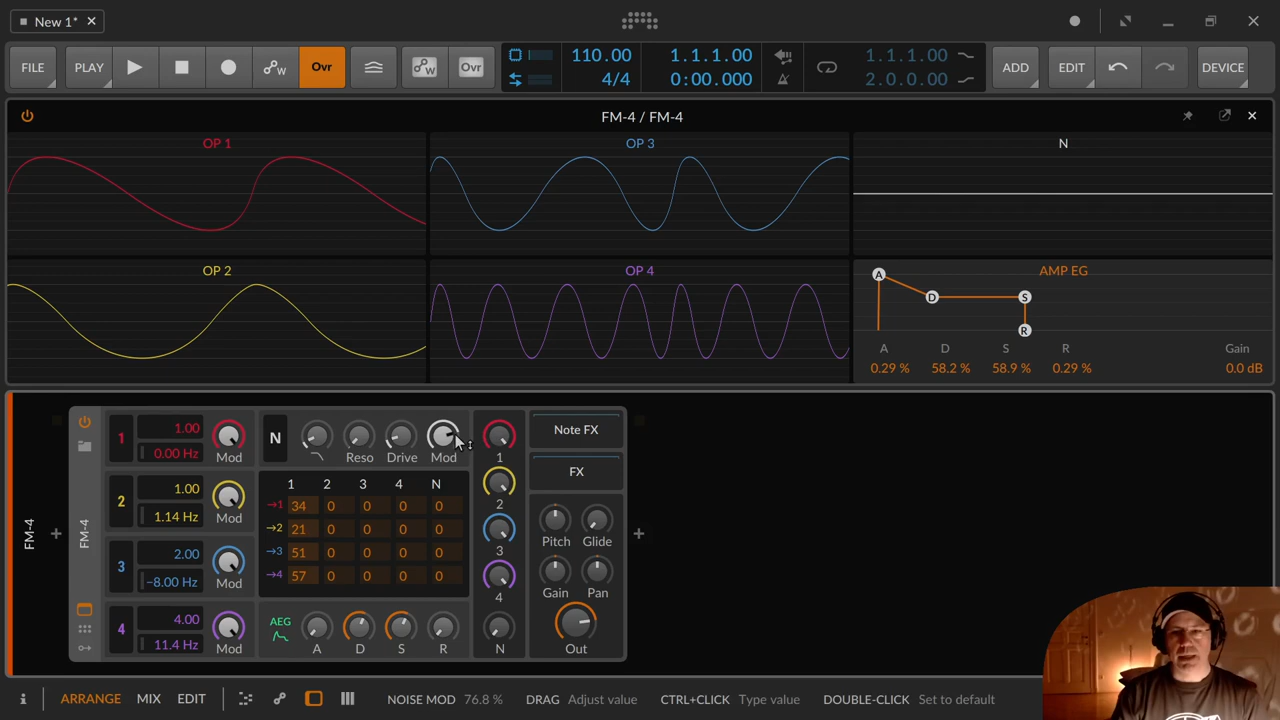 New 1*
FILE
PLAY
Ovr
Ovr
110.00
4/4
1.1.1.00
0:00.000
1.1.1.00
2.0.0.00
ADD
EDIT
DEVICE
FM-4 / FM-4
OP 1
OP 3
N
OP 2
OP 4
AMP EG
A
D
S
R
A D S R Gain
0.29 % 58.2 % 58.9 % 0.29 % 0.0 dB
FM-4
FM-4
1
1.00
0.00 Hz
Mod
2
1.00
1.14 Hz
Mod
3
2.00
−8.00 Hz
Mod
4
4.00
11.4 Hz
Mod
N
Reso
Drive
Mod
1 2 3 4 N
→1 34 0 0 0 0
→2 21 0 0 0 0
→3 51 0 0 0 0
→4 57 0 0 0 0
AEG
A
D
S
R
1
2
3
4
N
Note FX
FX
Pitch
Glide
Gain
Pan
Out
ARRANGE
MIX
EDIT
NOISE MOD 76.8 %
DRAG Adjust value
CTRL+CLICK Type value
DOUBLE-CLICK Set to default